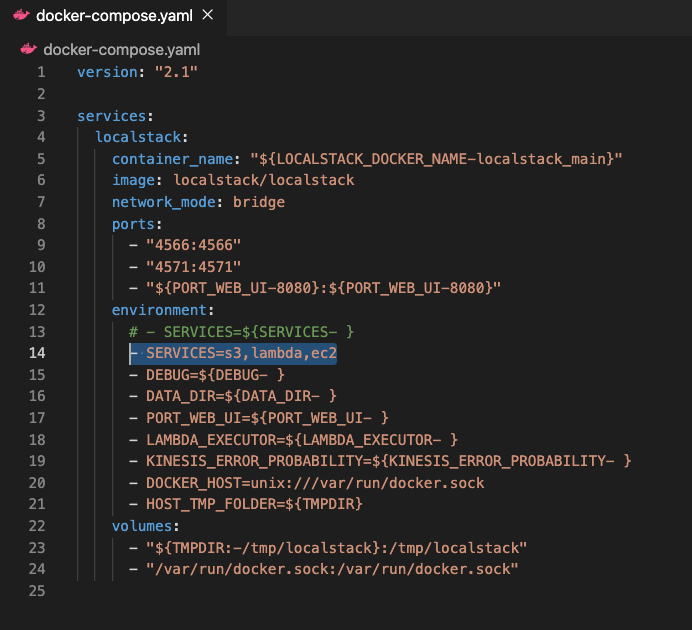 docker-compose.yaml ×
docker-compose.yaml
1 version: "2.1"
2
3 services:
4   localstack:
5     container_name: "${LOCALSTACK_DOCKER_NAME-localstack_main}"
6     image: localstack/localstack
7     network_mode: bridge
8     ports:
9       - "4566:4566"
10       - "4571:4571"
11       - "${PORT_WEB_UI-8080}:${PORT_WEB_UI-8080}"
12     environment:
13       # - SERVICES=${SERVICES- }
14       - SERVICES=s3,lambda,ec2
15       - DEBUG=${DEBUG- }
16       - DATA_DIR=${DATA_DIR- }
17       - PORT_WEB_UI=${PORT_WEB_UI- }
18       - LAMBDA_EXECUTOR=${LAMBDA_EXECUTOR- }
19       - KINESIS_ERROR_PROBABILITY=${KINESIS_ERROR_PROBABILITY- }
20       - DOCKER_HOST=unix:///var/run/docker.sock
21       - HOST_TMP_FOLDER=${TMPDIR}
22     volumes:
23       - "${TMPDIR:-/tmp/localstack}:/tmp/localstack"
24       - "/var/run/docker.sock:/var/run/docker.sock"
25